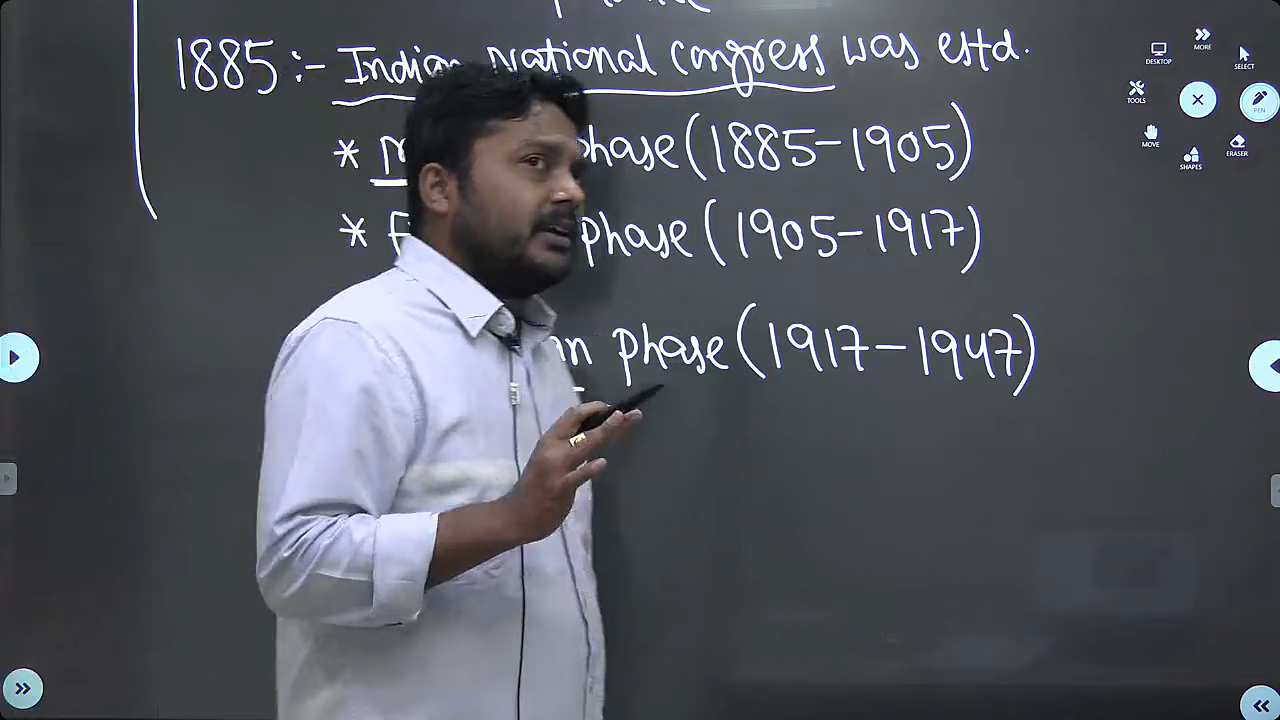 1885 :- Indian National Congress was estd.
* phase (1885-1905)
* phase (1905-1917)
phase (1917-1947)
DESKTOP
MORE
SELECT
TOOLS
PEN
MOVE
SHAPES
ERASER